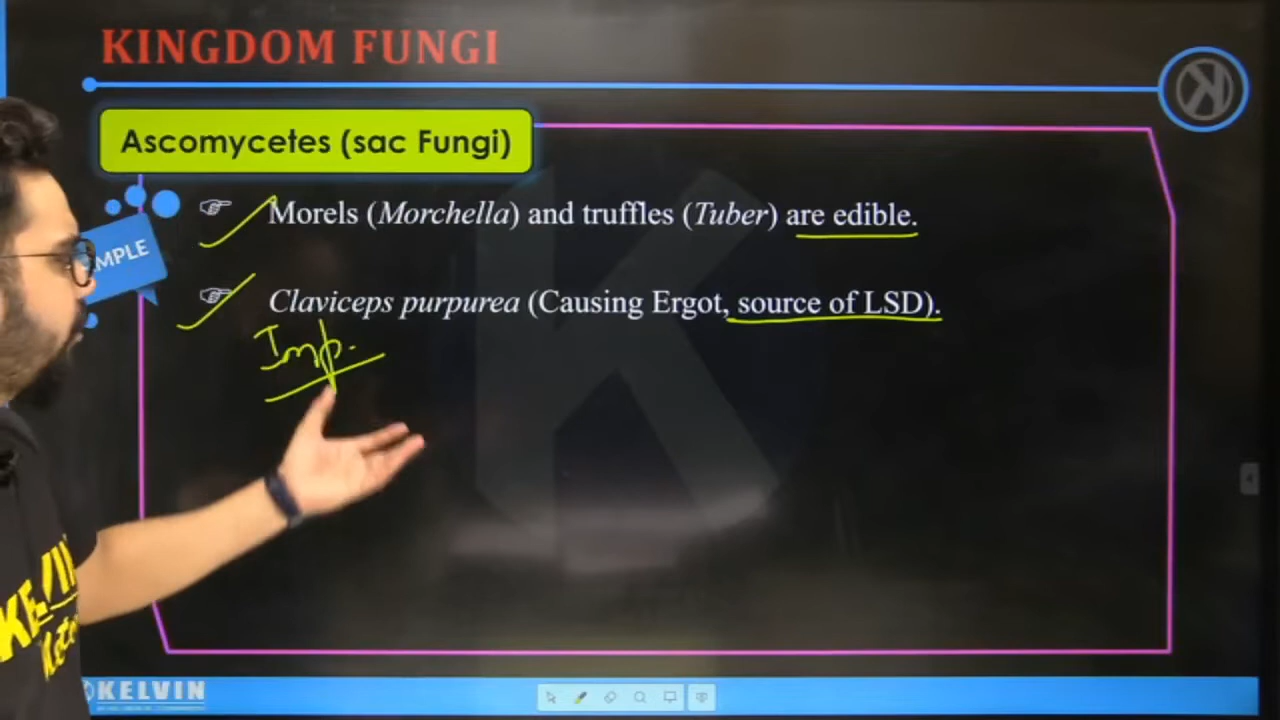 KINGDOM FUNGI
Ascomycetes (sac Fungi)
Morels (Morchella) and truffles (Tuber) are edible.
MPLE
Claviceps purpurea (Causing Ergot, source of LSD).
Imp.
KELVIN